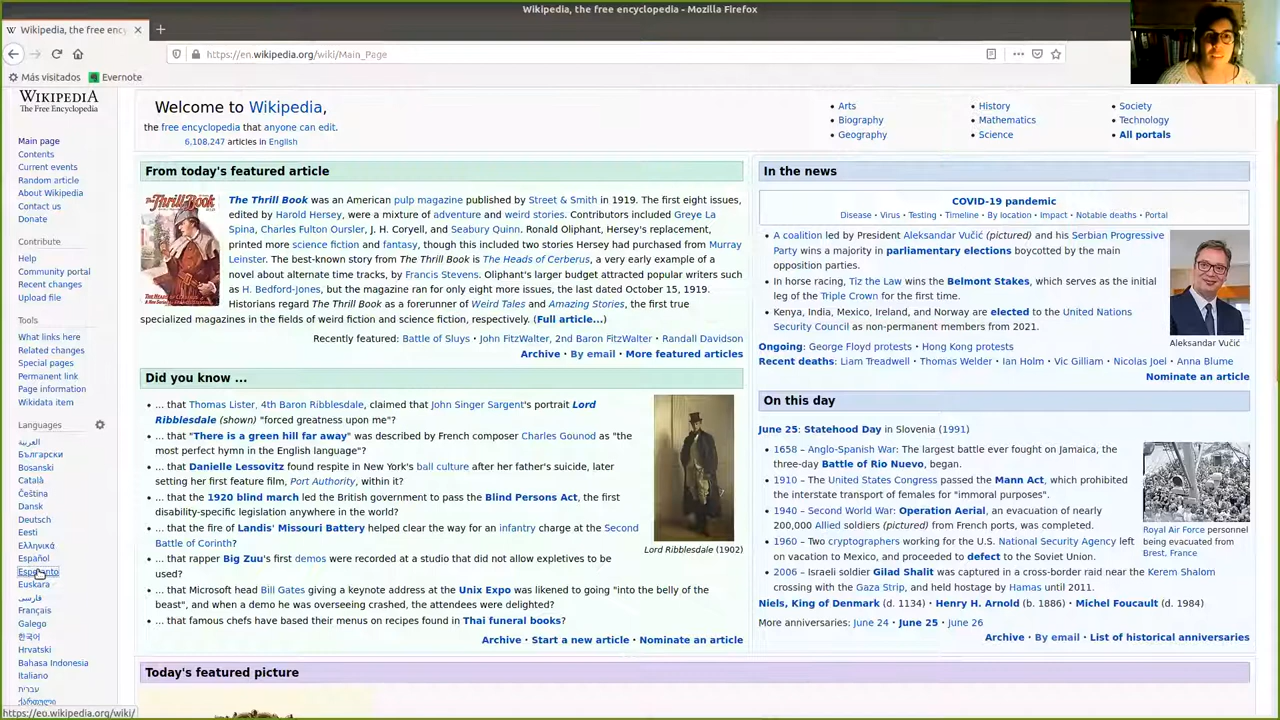 Wikipedia, the free encyclopedia - Mozilla Firefox
Wikipedia, the free ency
https://en.wikipedia.org/wiki/Main_Page
Más visitados
Evernote
WIKIPEDIA
The Free Encyclopedia
Main page
Contents
Current events
Random article
About Wikipedia
Contact us
Donate
Contribute
Help
Community portal
Recent changes
Upload file
Tools
What links here
Related changes
Special pages
Permanent link
Page information
Wikidata item
Languages
العربية
Български
Bosanski
Català
Čeština
Dansk
Deutsch
Eesti
Ελληνικά
Español
Esperanto
Euskara
فارسی
Français
Galego
한국어
Hrvatski
Bahasa Indonesia
Italiano
עברית
ქართული
https://eo.wikipedia.org/wiki/
Welcome to Wikipedia,
the free encyclopedia that anyone can edit.
6,108,247 articles in English
• Arts
• Biography
• Geography
• History
• Mathematics
• Science
• Society
• Technology
• All portals
From today's featured article
The Thrill Book
The Thrill Book was an American pulp magazine published by Street & Smith in 1919. The first eight issues,
edited by Harold Hersey, were a mixture of adventure and weird stories. Contributors included Greye La
Spina, Charles Fulton Oursler, J. H. Coryell, and Seabury Quinn. Ronald Oliphant, Hersey's replacement,
printed more science fiction and fantasy, though this included two stories Hersey had purchased from Murray
Leinster. The best-known story from The Thrill Book is The Heads of Cerberus, a very early example of a
novel about alternate time tracks, by Francis Stevens. Oliphant's larger budget attracted popular writers such
as H. Bedford-Jones, but the magazine ran for only eight more issues, the last dated October 15, 1919.
Historians regard The Thrill Book as a forerunner of Weird Tales and Amazing Stories, the first true
specialized magazines in the fields of weird fiction and science fiction, respectively. (Full article...)
Recently featured: Battle of Sluys • John FitzWalter, 2nd Baron FitzWalter • Randall Davidson
Archive • By email • More featured articles
Did you know ...
• ... that Thomas Lister, 4th Baron Ribblesdale, claimed that John Singer Sargent's portrait Lord
Ribblesdale (shown) "forced greatness upon me"?
• ... that "There is a green hill far away" was described by French composer Charles Gounod as "the
most perfect hymn in the English language"?
• ... that Danielle Lessovitz found respite in New York's ball culture after her father's suicide, later
setting her first feature film, Port Authority, within it?
• ... that the 1920 blind march led the British government to pass the Blind Persons Act, the first
disability-specific legislation anywhere in the world?
• ... that the fire of Landis' Missouri Battery helped clear the way for an infantry charge at the Second
Battle of Corinth?
• ... that rapper Big Zuu's first demos were recorded at a studio that did not allow expletives to be
used?
• ... that Microsoft head Bill Gates giving a keynote address at the Unix Expo was likened to going "into the belly of the
beast", and when a demo he was overseeing crashed, the attendees were delighted?
• ... that famous chefs have based their menus on recipes found in Thai funeral books?
Lord Ribblesdale (1902)
Archive • Start a new article • Nominate an article
In the news
COVID-19 pandemic
Disease • Virus • Testing • Timeline • By location • Impact • Notable deaths • Portal
• A coalition led by President Aleksandar Vučić (pictured) and his Serbian Progressive
Party wins a majority in parliamentary elections boycotted by the main
opposition parties.
• In horse racing, Tiz the Law wins the Belmont Stakes, which serves as the initial
leg of the Triple Crown for the first time.
• Kenya, India, Mexico, Ireland, and Norway are elected to the United Nations
Security Council as non-permanent members from 2021.
Aleksandar Vučić
Ongoing: George Floyd protests • Hong Kong protests
Recent deaths: Liam Treadwell • Thomas Welder • Ian Holm • Vic Gilliam • Nicolas Joel • Anna Blume
Nominate an article
On this day
June 25: Statehood Day in Slovenia (1991)
• 1658 – Anglo-Spanish War: The largest battle ever fought on Jamaica, the
three-day Battle of Rio Nuevo, began.
• 1910 – The United States Congress passed the Mann Act, which prohibited
the interstate transport of females for "immoral purposes".
• 1940 – Second World War: Operation Aerial, an evacuation of nearly
200,000 Allied soldiers (pictured) from French ports, was completed.
• 1960 – Two cryptographers working for the U.S. National Security Agency left
on vacation to Mexico, and proceeded to defect to the Soviet Union.
• 2006 – Israeli soldier Gilad Shalit was captured in a cross-border raid near the Kerem Shalom
crossing with the Gaza Strip, and held hostage by Hamas until 2011.
Royal Air Force personnel
being evacuated from
Brest, France
Niels, King of Denmark (d. 1134) • Henry H. Arnold (b. 1886) • Michel Foucault (d. 1984)
More anniversaries: June 24 • June 25 • June 26
Archive • By email • List of historical anniversaries
Today's featured picture